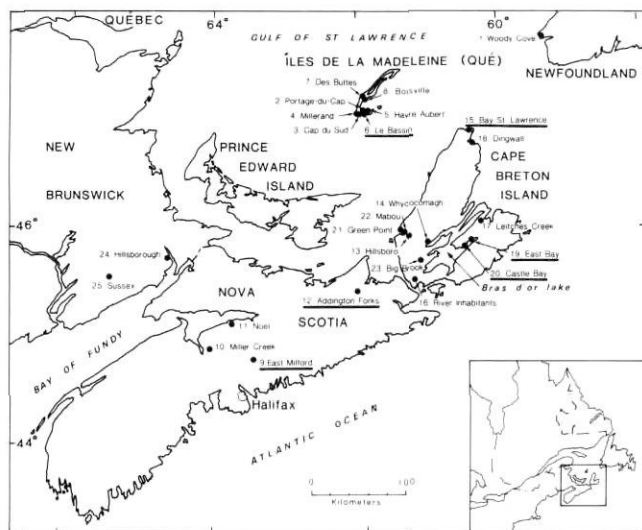 64
60
QUÉBEC
GULF OF ST LAWRENCE
1 Woody Cove
ÎLES DE LA MADELEINE (QUÉ)
NEWFOUNDLAND
7 Des Buttes
8 Boisville
2 Portage-du-Cap
4 Millerand
5 Havre Aubert
3 Cap du Sud
6 Le Bassin
15 Bay St Lawrence
18 Dingwall
NEW
BRUNSWICK
PRINCE
EDWARD
ISLAND
CAPE
BRETON
ISLAND
14 Whycocomagh
22 Mabou
46
21 Green Point
17 Leitches Creek
13 Hillsboro
24 Hillsborough
19 East Bay
23 Big Brook
25 Sussex
20 Castle Bay
Bras d'or lake
NOVA
SCOTIA
12 Addington Forks
16 River Inhabitants
11 Noel
10 Miller Creek
9 East Milford
BAY OF FUNDY
Halifax
44°
ATLANTIC OCEAN
0
100
Kilometers